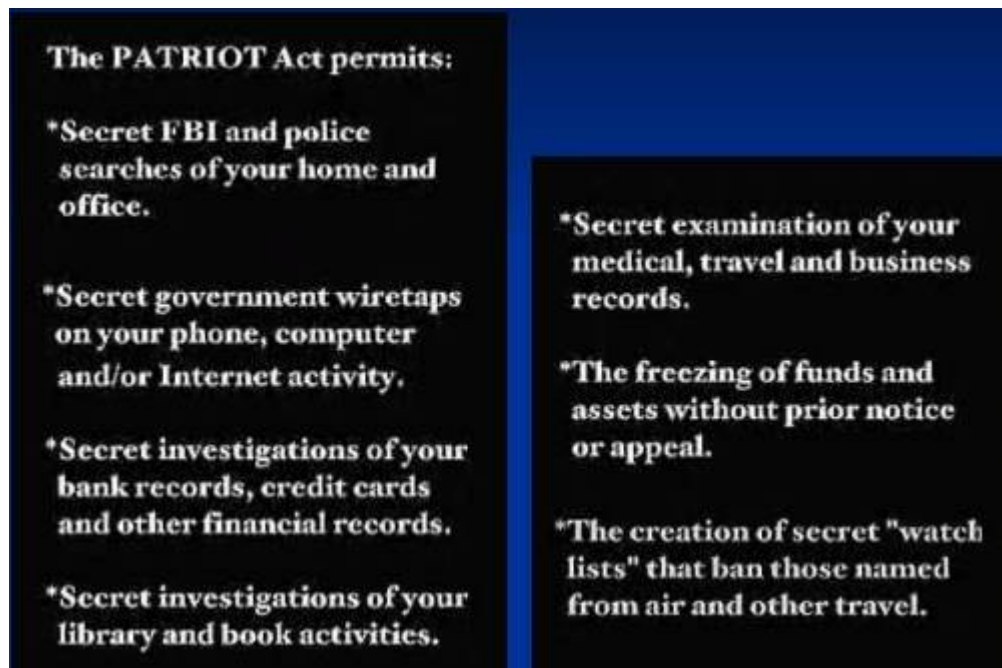 The PATRIOT Act permits:
*Secret FBI and police
searches of your home and
office.
*Secret government wiretaps
on your phone, computer
and/or Internet activity.
*Secret investigations of your
bank records, credit cards
and other financial records.
*Secret investigations of your
library and book activities.
*Secret examination of your
medical, travel and business
records.
*The freezing of funds and
assets without prior notice
or appeal.
*The creation of secret "watch
lists" that ban those named
from air and other travel.